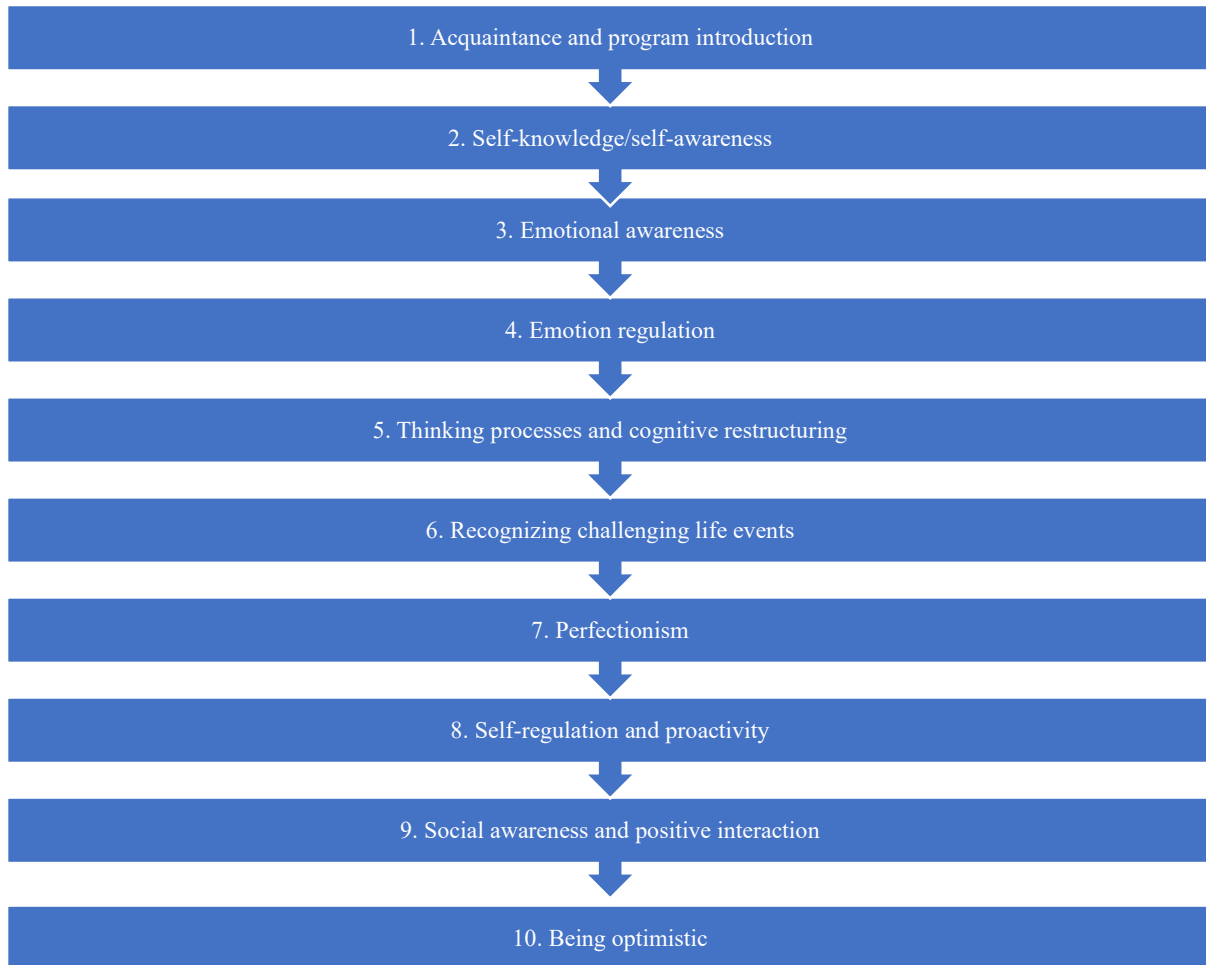 1. Acquaintance and program introduction
2. Self-knowledge/self-awareness
3. Emotional awareness
4. Emotion regulation
5. Thinking processes and cognitive restructuring
6. Recognizing challenging life events
7. Perfectionism
8. Self-regulation and proactivity
9. Social awareness and positive interaction
10. Being optimistic